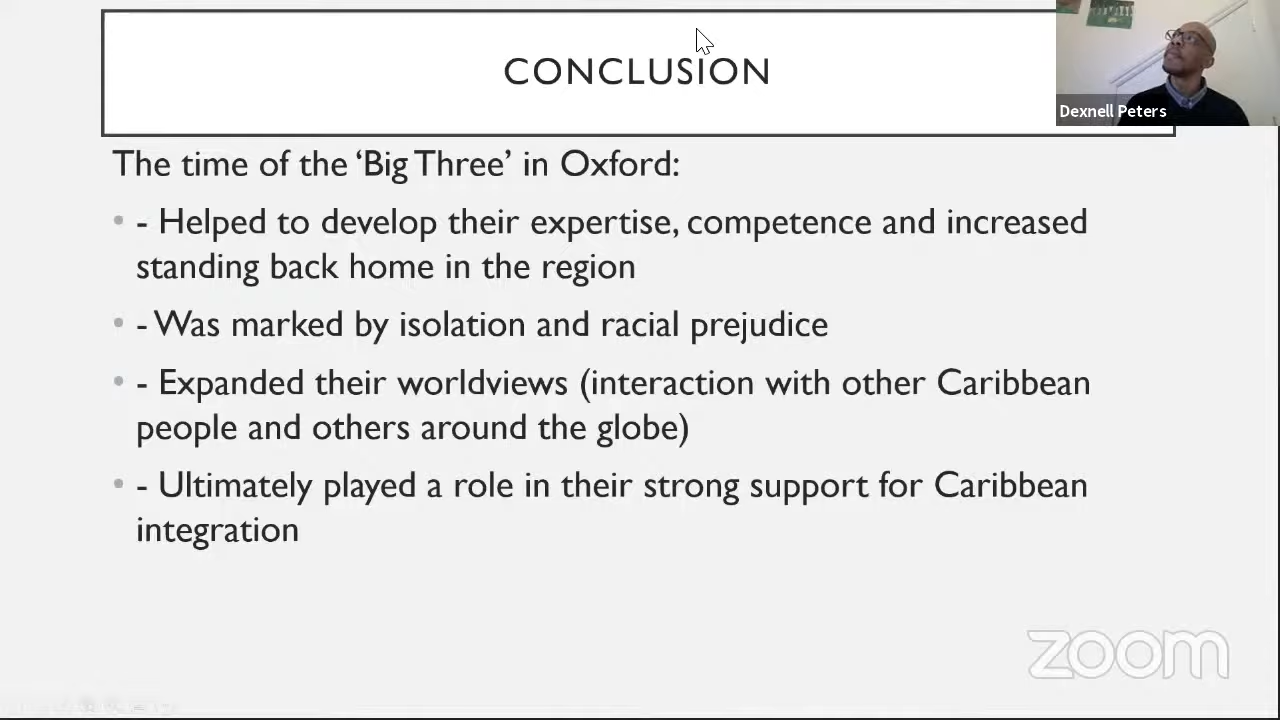 CONCLUSION
Dexnell Peters
The time of the ‘Big Three’ in Oxford:
• - Helped to develop their expertise, competence and increased
standing back home in the region
• - Was marked by isolation and racial prejudice
• - Expanded their worldviews (interaction with other Caribbean
people and others around the globe)
• - Ultimately played a role in their strong support for Caribbean
integration
zoom